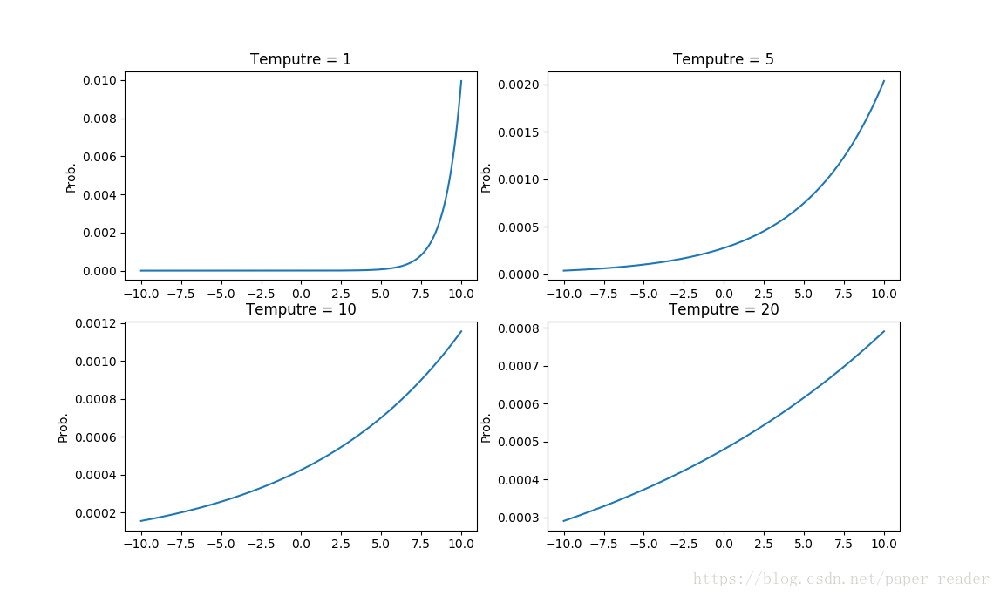 Temputre = 1
0.010
0.008
0.006
0.004
0.002
0.000
Prob.
−10.0 −7.5 −5.0 −2.5 0.0 2.5 5.0 7.5 10.0
Temputre = 5
0.0020
0.0015
0.0010
0.0005
0.0000
Prob.
−10.0 −7.5 −5.0 −2.5 0.0 2.5 5.0 7.5 10.0
Temputre = 10
0.0012
0.0010
0.0008
0.0006
0.0004
0.0002
Prob.
−10.0 −7.5 −5.0 −2.5 0.0 2.5 5.0 7.5 10.0
Temputre = 20
0.0008
0.0007
0.0006
0.0005
0.0004
0.0003
Prob.
−10.0 −7.5 −5.0 −2.5 0.0 2.5 5.0 7.5 10.0
https://blog.csdn.net/paper_reader